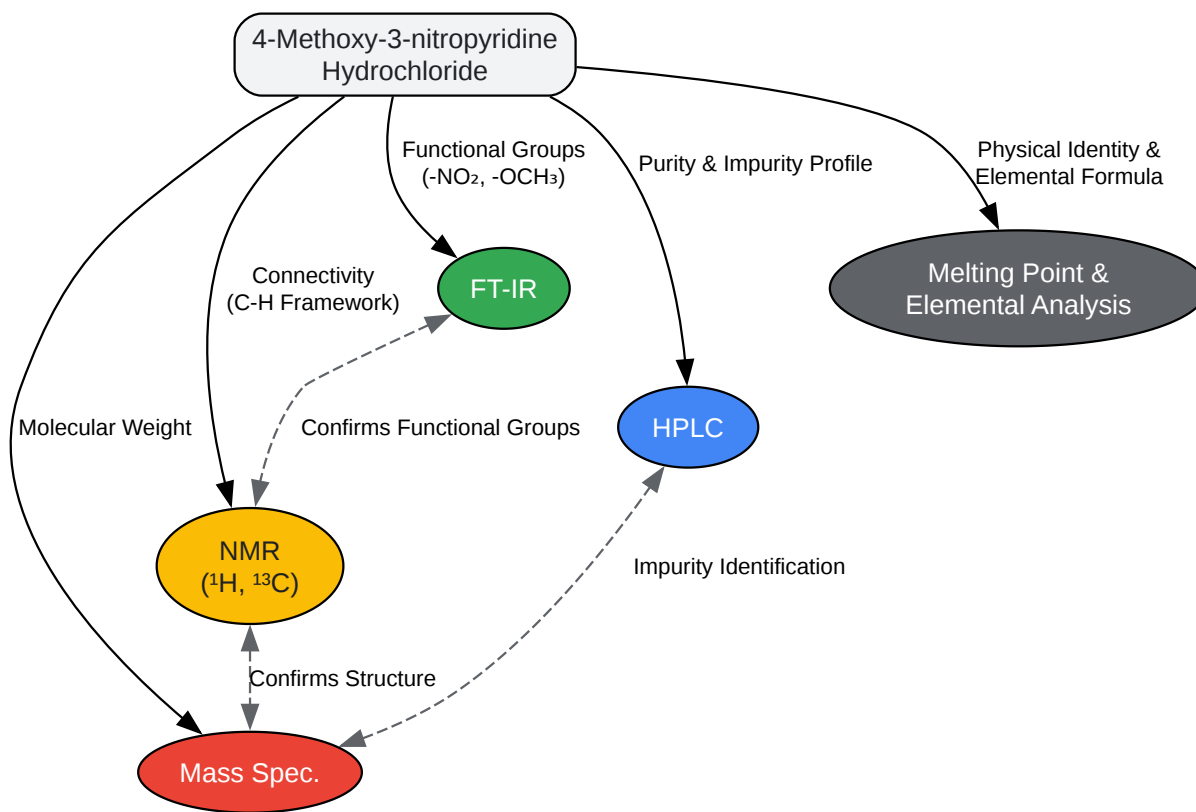 4-Methoxy-3-nitropyridine
Hydrochloride
Functional Groups
(-NO₂, -OCH₃)
Purity & Impurity Profile
Physical Identity &
Elemental Formula
Connectivity
(C-H Framework)
FT-IR
Melting Point &
Elemental Analysis
Molecular Weight
Confirms Functional Groups
HPLC
NMR
(¹H, ¹³C)
Impurity Identification
Confirms Structure
Mass Spec.